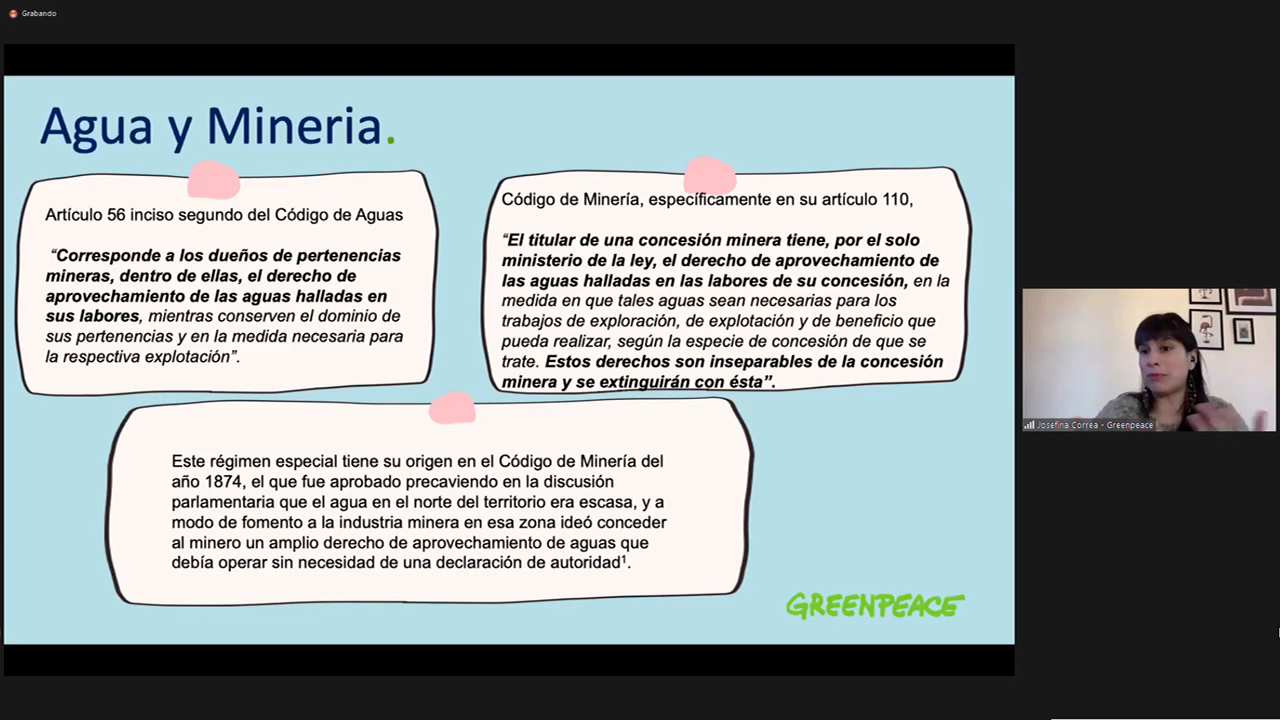 Grabando
Agua y Mineria.
Artículo 56 inciso segundo del Código de Aguas
“Corresponde a los dueños de pertenencias
mineras, dentro de ellas, el derecho de
aprovechamiento de las aguas halladas en
sus labores, mientras conserven el dominio de
sus pertenencias y en la medida necesaria para
la respectiva explotación”.
Código de Minería, específicamente en su artículo 110,
“El titular de una concesión minera tiene, por el solo
ministerio de la ley, el derecho de aprovechamiento de
las aguas halladas en las labores de su concesión, en la
medida en que tales aguas sean necesarias para los
trabajos de exploración, de explotación y de beneficio que
pueda realizar, según la especie de concesión de que se
trate. Estos derechos son inseparables de la concesión
minera y se extinguirán con ésta”.
Este régimen especial tiene su origen en el Código de Minería del
año 1874, el que fue aprobado precaviendo en la discusión
parlamentaria que el agua en el norte del territorio era escasa, y a
modo de fomento a la industria minera en esa zona ideó conceder
al minero un amplio derecho de aprovechamiento de aguas que
debía operar sin necesidad de una declaración de autoridad¹.
GREENPEACE
Josefina Correa - Greenpeace